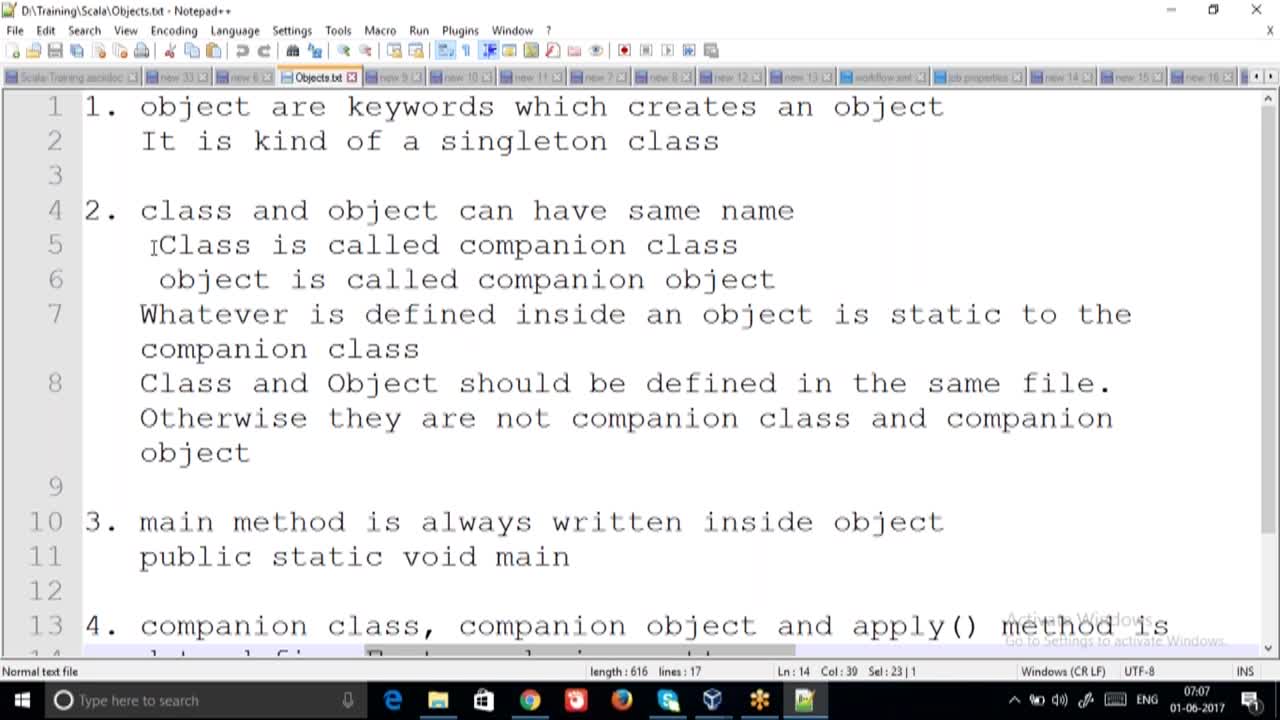 D:\Training\Scala\Objects.txt - Notepad++
File Edit Search View Encoding Language Settings Tools Macro Run Plugins Window ?
X
Scala Training.asciidoc new 33 new 6 Objects.txt new 9 new 10 new 11 new 7 new 8 new 12 new 13 workflow.xml job.properties new 14 new 15 new 16
1 1. object are keywords which creates an object
2 It is kind of a singleton class
3
4 2. class and object can have same name
5 Class is called companion class
6 object is called companion object
7 Whatever is defined inside an object is static to the
companion class
8 Class and Object should be defined in the same file.
Otherwise they are not companion class and companion
object
9
10 3. main method is always written inside object
11 public static void main
12
13 4. companion class, companion object and apply() method is
Activate Windows
Go to Settings to activate Windows.
Normal text file length : 616 lines : 17 Ln : 14 Col : 39 Sel : 23 | 1 Windows (CR LF) UTF-8 INS
Type here to search ENG 07:07
01-06-2017